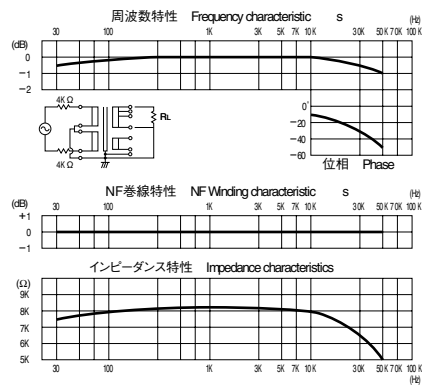 周波数特性 Frequency characteristic s
(dB) 30 100 1K 3K 5K 7K 10K 30K 50K 70K 100K (Hz)
0
−1
−2
4KΩ
RL
4KΩ
0°
−20
−40
−60
位相 Phase
NF巻線特性 NF Winding characteristic s
(dB) 30 100 1K 3K 5K 7K 10K 30K 50K 70K 100K (Hz)
+1
0
−1
インピーダンス特性 Impedance characteristics
(Ω)
9K
8K
7K
6K
5K
30 100 1K 3K 5K 7K 10K 30K 50K 70K 100K
(Hz)